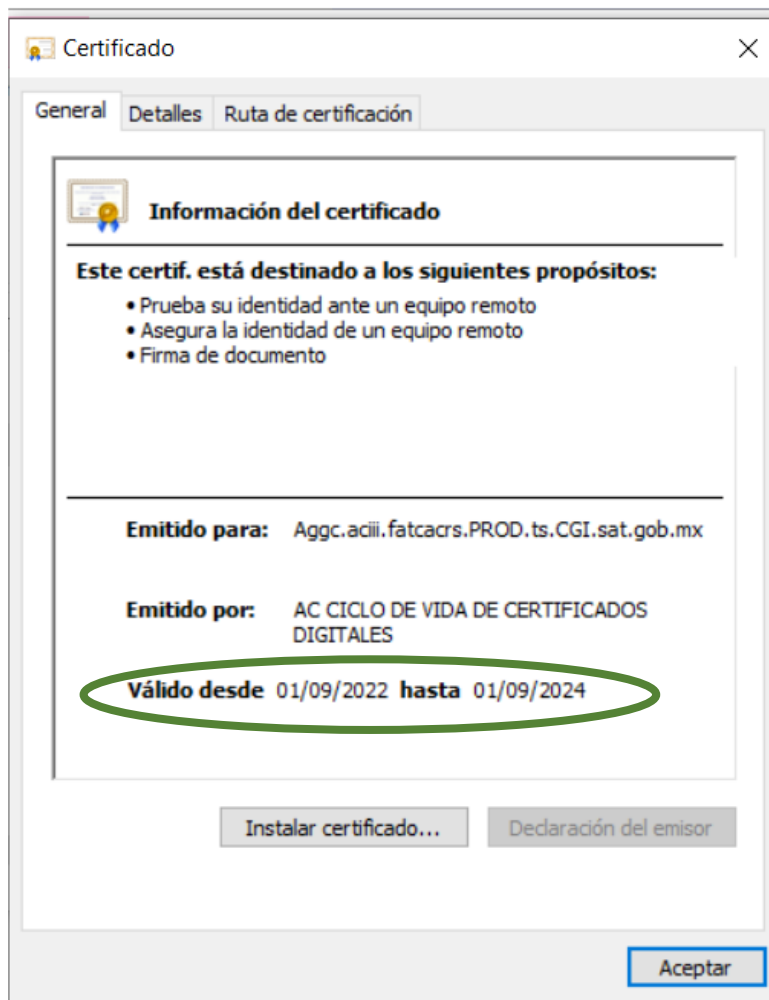 Certificado
General Detalles Ruta de certificación
Información del certificado
Este certif. está destinado a los siguientes propósitos:
• Prueba su identidad ante un equipo remoto
• Asegura la identidad de un equipo remoto
• Firma de documento
Emitido para: Aggc.aciii.fatcacrs.PROD.ts.CGI.sat.gob.mx
Emitido por: AC CICLO DE VIDA DE CERTIFICADOS
DIGITALES
Válido desde 01/09/2022 hasta 01/09/2024
Instalar certificado... Declaración del emisor
Aceptar